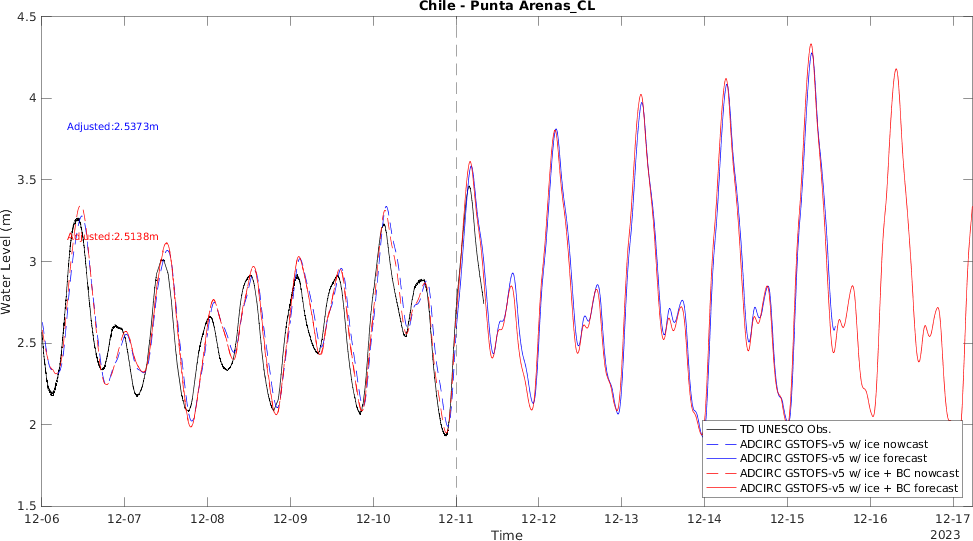 Chile - Punta Arenas_CL
4.5
4
3.5
3
2.5
2
1.5
Water Level (m)
Adjusted:2.5373m
Adjusted:2.5138m
TD UNESCO Obs.
ADCIRC GSTOFS-v5 w/ ice nowcast
ADCIRC GSTOFS-v5 w/ ice forecast
ADCIRC GSTOFS-v5 w/ ice + BC nowcast
ADCIRC GSTOFS-v5 w/ ice + BC forecast
12-06 12-07 12-08 12-09 12-10 12-11 12-12 12-13 12-14 12-15 12-16 12-17
Time
2023